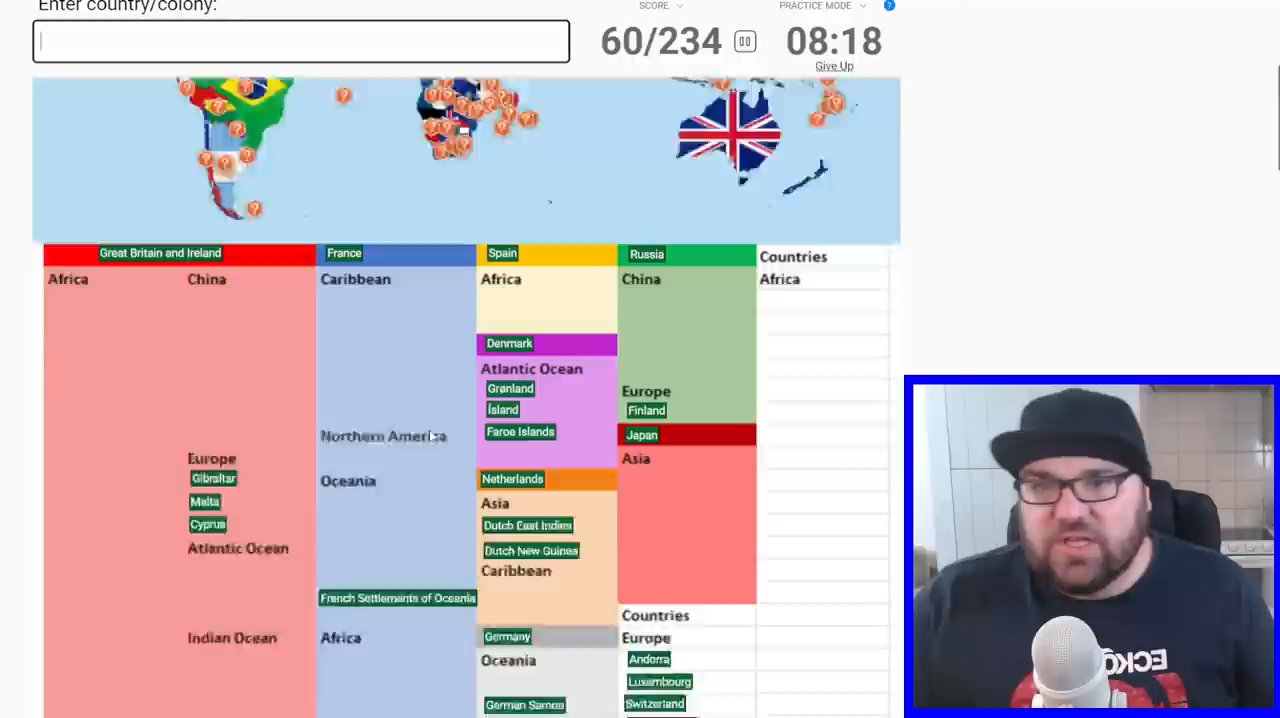 Enter country/colony:
SCORE
PRACTICE MODE
?
60/234
08:18
Give Up
Great Britain and Ireland
France
Spain
Russia
Countries
Africa
China
Caribbean
Africa
China
Africa
Denmark
Atlantic Ocean
Grønland
Ísland
Faroe Islands
Europe
Finland
Northern America
Japan
Europe
Asia
Gibraltar
Oceania
Netherlands
Malta
Asia
Cyprus
Dutch East Indies
Atlantic Ocean
Dutch New Guinea
Caribbean
French Settlements of Oceania
Countries
Indian Ocean
Africa
Germany
Europe
Oceania
Andorra
Luxembourg
German Samoa
Switzerland
ECKŌ